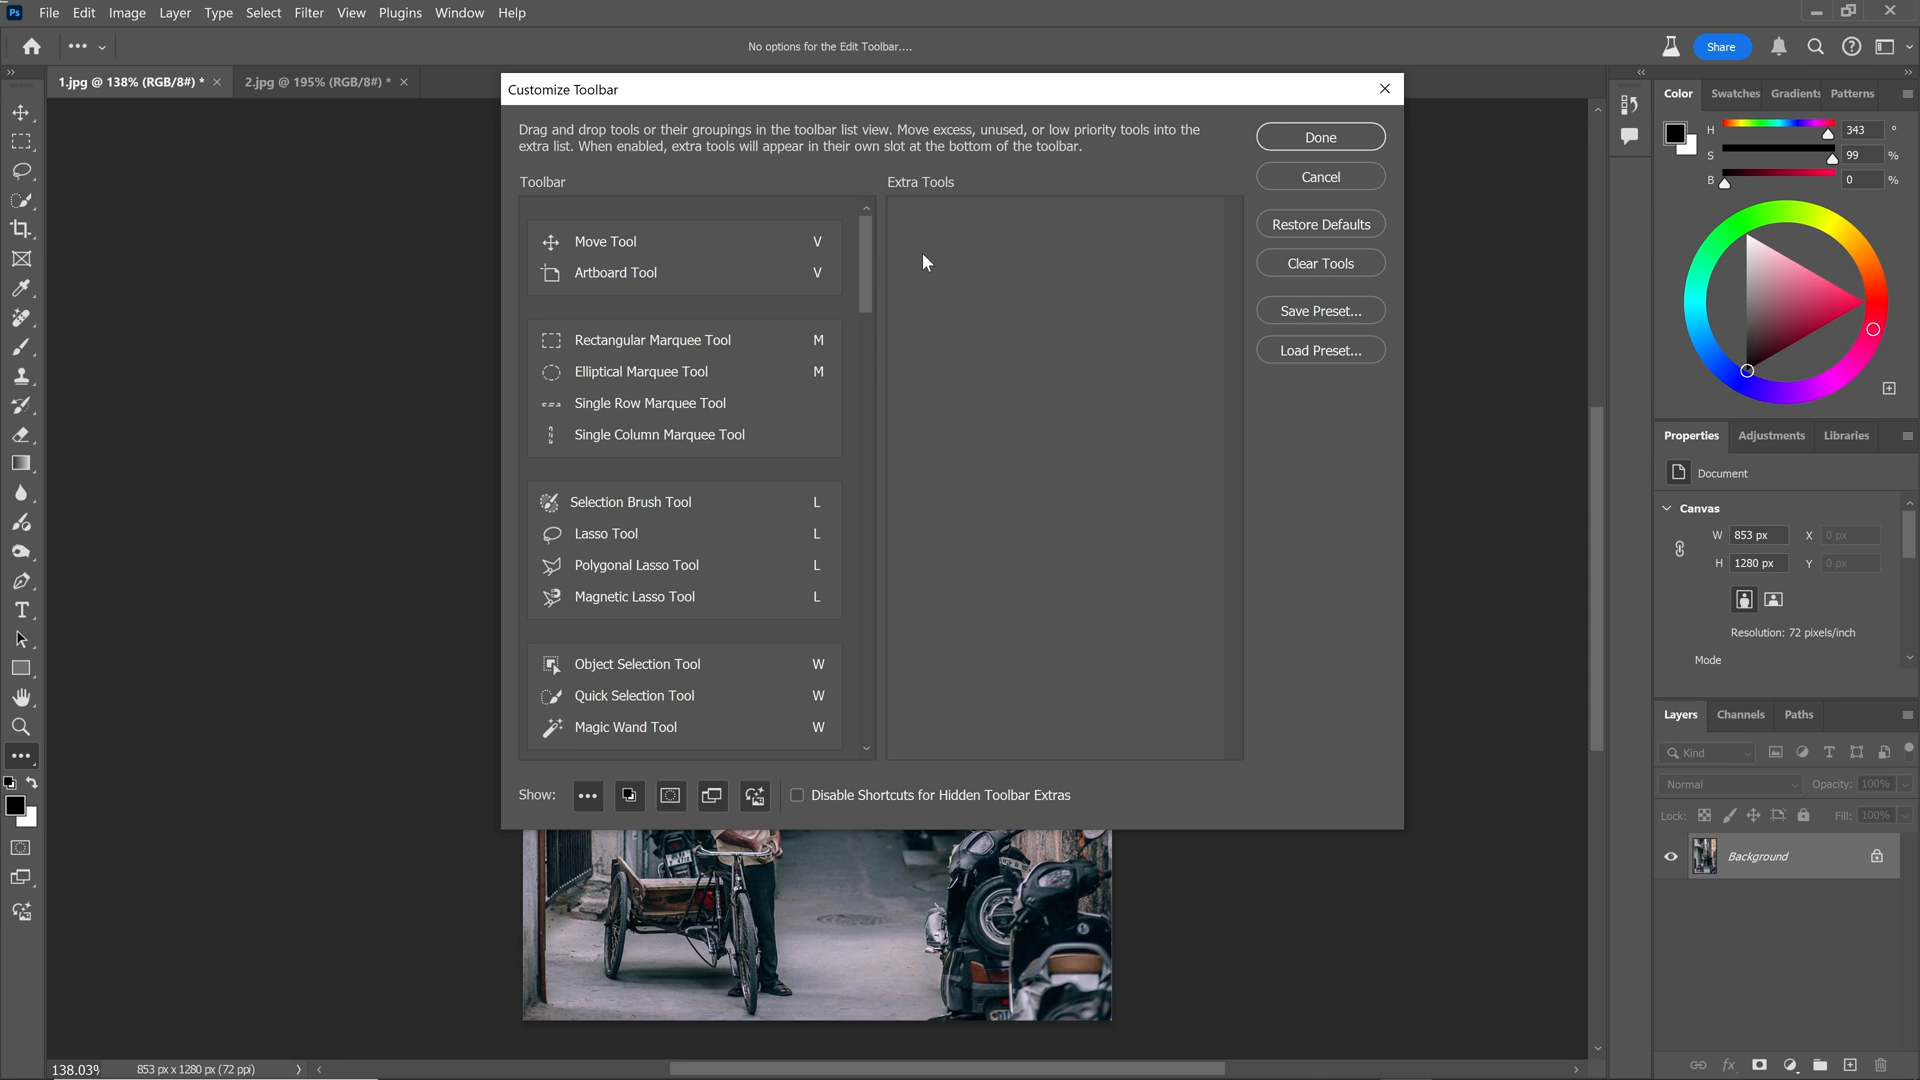 Ps File Edit Image Layer Type Select Filter View Plugins Window Help
No options for the Edit Toolbar....
Share
1.jpg @ 138% (RGB/8#) *
2.jpg @ 195% (RGB/8#) *
Customize Toolbar
Drag and drop tools or their groupings in the toolbar list view. Move excess, unused, or low priority tools into the
extra list. When enabled, extra tools will appear in their own slot at the bottom of the toolbar.
Toolbar
Extra Tools
Move Tool V
Artboard Tool V
Rectangular Marquee Tool M
Elliptical Marquee Tool M
Single Row Marquee Tool
Single Column Marquee Tool
Selection Brush Tool L
Lasso Tool L
Polygonal Lasso Tool L
Magnetic Lasso Tool L
Object Selection Tool W
Quick Selection Tool W
Magic Wand Tool W
Done
Cancel
Restore Defaults
Clear Tools
Save Preset...
Load Preset...
Show:
Disable Shortcuts for Hidden Toolbar Extras
Color Swatches Gradients Patterns
H 343 °
S 99 %
B 0 %
Properties Adjustments Libraries
Document
Canvas
W 853 px X 0 px
H 1280 px Y 0 px
Resolution: 72 pixels/inch
Mode
Layers Channels Paths
Kind
Normal Opacity: 100%
Lock: Fill: 100%
Background
fx
138.03%
853 px x 1280 px (72 ppi)